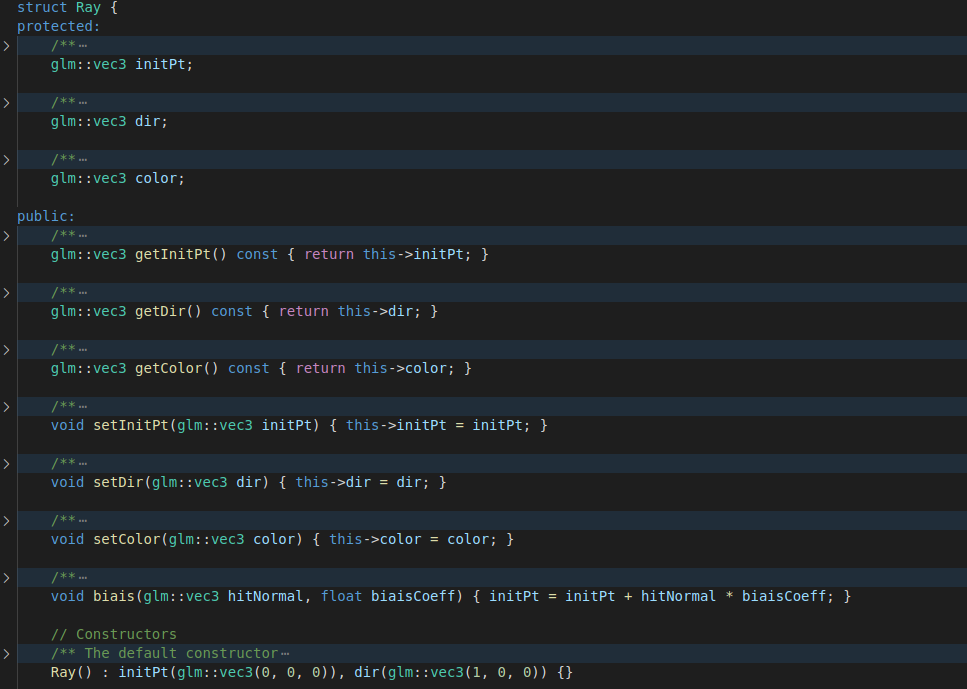 struct Ray {
protected:
/** ⋯
glm::vec3 initPt;
/** ⋯
glm::vec3 dir;
/** ⋯
glm::vec3 color;
public:
/** ⋯
glm::vec3 getInitPt() const { return this->initPt; }
/** ⋯
glm::vec3 getDir() const { return this->dir; }
/** ⋯
glm::vec3 getColor() const { return this->color; }
/** ⋯
void setInitPt(glm::vec3 initPt) { this->initPt = initPt; }
/** ⋯
void setDir(glm::vec3 dir) { this->dir = dir; }
/** ⋯
void setColor(glm::vec3 color) { this->color = color; }
/** ⋯
void biais(glm::vec3 hitNormal, float biaisCoeff) { initPt = initPt + hitNormal * biaisCoeff; }
// Constructors
/** The default constructor ⋯
Ray() : initPt(glm::vec3(0, 0, 0)), dir(glm::vec3(1, 0, 0)) {}